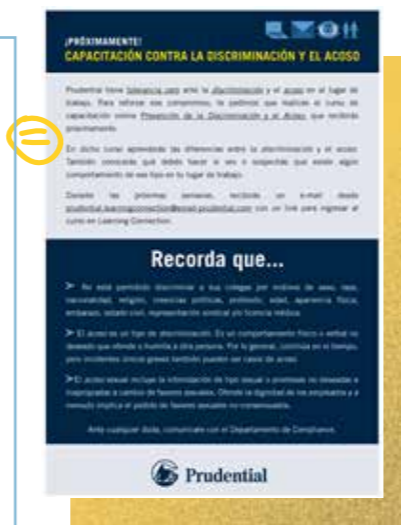 ¡PRÓXIMAMENTE!
CAPACITACIÓN CONTRA LA DISCRIMINACIÓN Y EL ACOSO
Prudential tiene tolerancia cero ante la discriminación y el acoso en el lugar de
trabajo. Para reforzar ese compromiso, te pedimos que realices el curso de
capacitación online Prevención de la Discriminación y el Acoso, que recibirás
próximamente.
En dicho curso aprenderás las diferencias entre la discriminación y el acoso.
También conocerás qué debés hacer si ves o sospechás que existe algún
comportamiento de ese tipo en tu lugar de trabajo.
Durante las próximas semanas, recibirás un e-mail desde
prudential.learningconnection@email.prudential.com con un link para ingresar al
curso en Learning Connection.
Recorda que...
➤ No está permitido discriminar a tus colegas por motivos de sexo, raza,
nacionalidad, religión, creencias políticas, profesión, edad, apariencia física,
embarazo, estado civil, representación sindical y/o licencia médica.
➤ El acoso es un tipo de discriminación. Es un comportamiento físico o verbal no
deseado que ofende o humilla a otra persona. Por lo general, continúa en el tiempo,
pero incidentes únicos graves también pueden ser casos de acoso.
➤ El acoso sexual incluye la intimidación de tipo sexual o promesas no deseadas e
inapropiadas a cambio de favores sexuales. Ofende la dignidad de los empleados y a
menudo implica el pedido de favores sexuales no consensuados.
Ante cualquier duda, comunicate con el Departamento de Compliance.
Prudential